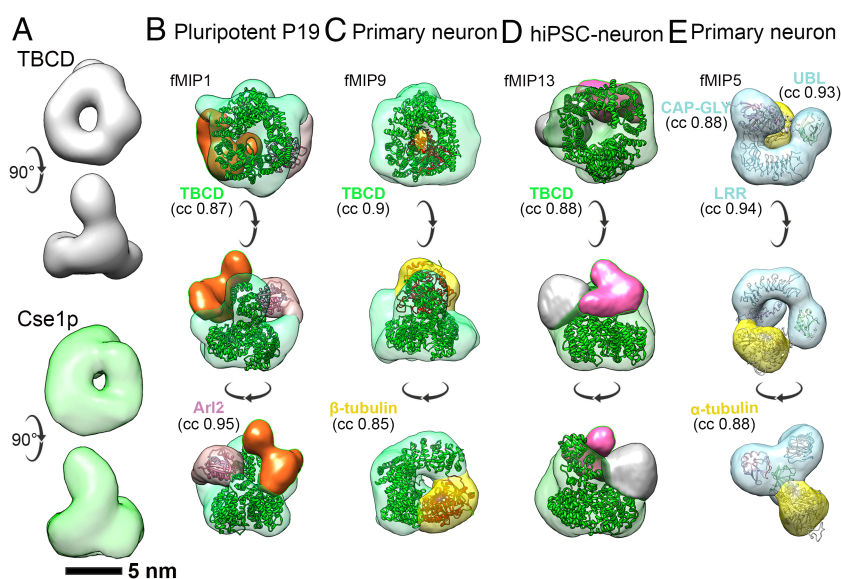 A
TBCD
90°
Cse1p
90°
5 nm
B Pluripotent P19
fMIP1
TBCD
(cc 0.87)
Arl2
(cc 0.95)
C Primary neuron
fMIP9
TBCD
(cc 0.9)
β-tubulin
(cc 0.85)
D hiPSC-neuron
fMIP13
TBCD
(cc 0.88)
E Primary neuron
fMIP5
UBL
(cc 0.93)
CAP-GLY
(cc 0.88)
LRR
(cc 0.94)
α-tubulin
(cc 0.88)